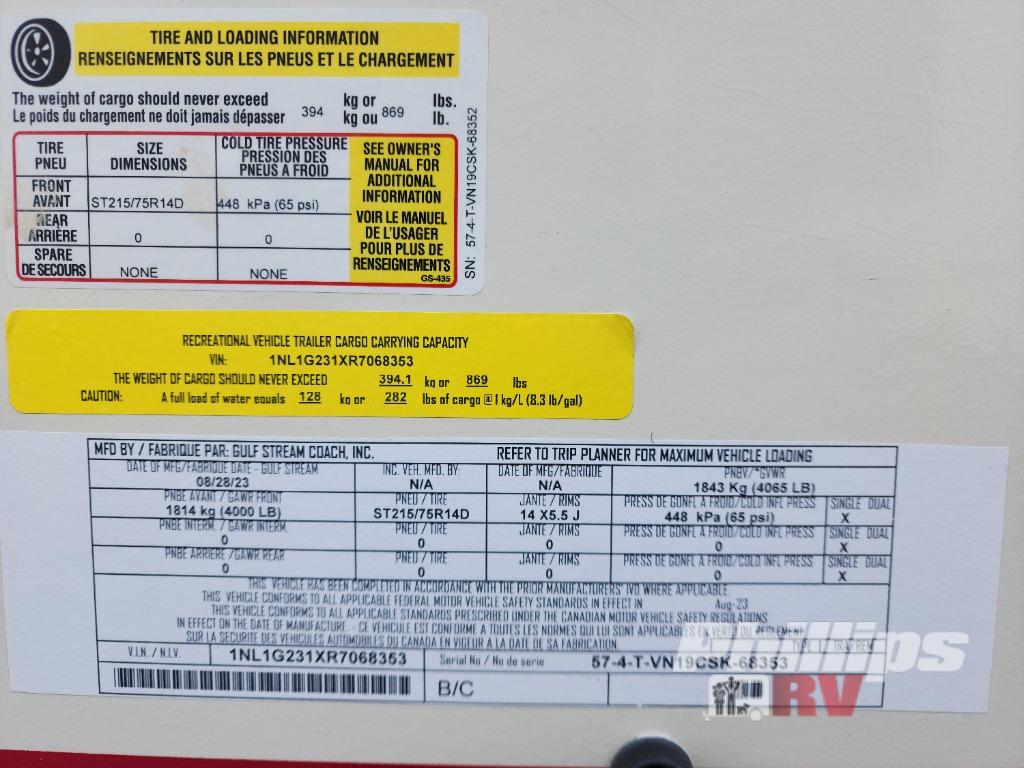 TIRE AND LOADING INFORMATION
RENSEIGNEMENTS SUR LES PNEUS ET LE CHARGEMENT
The weight of cargo should never exceed 394 kg or 869 lbs.
Le poids du chargement ne doit jamais dépasser kg ou lb.
TIRE PNEU SIZE DIMENSIONS COLD TIRE PRESSURE PRESSION DES PNEUS A FROID
FRONT AVANT ST215/75R14D 448 kPa (65 psi)
REAR ARRIÈRE 0 0
SPARE DE SECOURS NONE NONE
SEE OWNER'S
MANUAL FOR
ADDITIONAL
INFORMATION
VOIR LE MANUEL
DE L'USAGER
POUR PLUS DE
RENSEIGNEMENTS
GS-435
SN: 57-4-T-VN19CSK-68352
RECREATIONAL VEHICLE TRAILER CARGO CARRYING CAPACITY
VIN: 1NL1G231XR7068353
THE WEIGHT OF CARGO SHOULD NEVER EXCEED 394.1 kg or 869 lbs
CAUTION: A full load of water equals 128 kg or 282 lbs of cargo @ 1 kg/L (8.3 lb/gal)
MFD BY / FABRIQUE PAR: GULF STREAM COACH, INC. REFER TO TRIP PLANNER FOR MAXIMUM VEHICLE LOADING
DATE OF MFG/FABRIQUE DATE - GULF STREAM INC. VEH. MFD. BY: DATE OF MFG/FABRIQUE PNBV/*GVWR
08/28/23 N/A N/A 1843 Kg (4065 LB)
PNBE AVANT / GAWR FRONT PNEU / TIRE JANTE / RIMS PRESS DE GONFL A FROID/COLD INFL PRESS SINGLE DUAL
1814 kg (4000 LB) ST215/75R14D 14 X5.5 J 448 kPa (65 psi) X
PNBE INTERM. / GAWR INTERM. PNEU / TIRE JANTE / RIMS PRESS DE GONFL A FROID/COLD INFL PRESS SINGLE DUAL
0 0 0 0 X
PNBE ARRIERE /GAWR REAR PNEU / TIRE JANTE / RIMS PRESS DE GONFL A FROID/COLD INFL PRESS SINGLE DUAL
0 0 0 0 X
THIS VEHICLE HAS BEEN COMPLETED IN ACCORDANCE WITH THE PRIOR MANUFACTURERS' IVD WHERE APPLICABLE.
THIS VEHICLE CONFORMS TO ALL APPLICABLE FEDERAL MOTOR VEHICLE SAFETY STANDARDS IN EFFECT IN Aug-23
THIS VEHICLE CONFORMS TO ALL APPLICABLE STANDARDS PRESCRIBED UNDER THE CANADIAN MOTOR VEHICLE SAFETY REGULATIONS
IN EFFECT ON THE DATE OF MANUFACTURE. - CE VEHICULE EST CONFORME A TOUTES LES NORMES QUI LUI SONT APPLICABLES EN VERTU DU REGLEMENT
SUR LA SECURITE DES VEHICULES AUTOMOBILES DU CANADA EN VIGEUR A LA DATE DE SA FABRICATION.
V.I.N. / N.I.V. 1NL1G231XR7068353 Serial No / No de serie 57-4-T-VN19CSK-68353
B/C
Phillips
RV